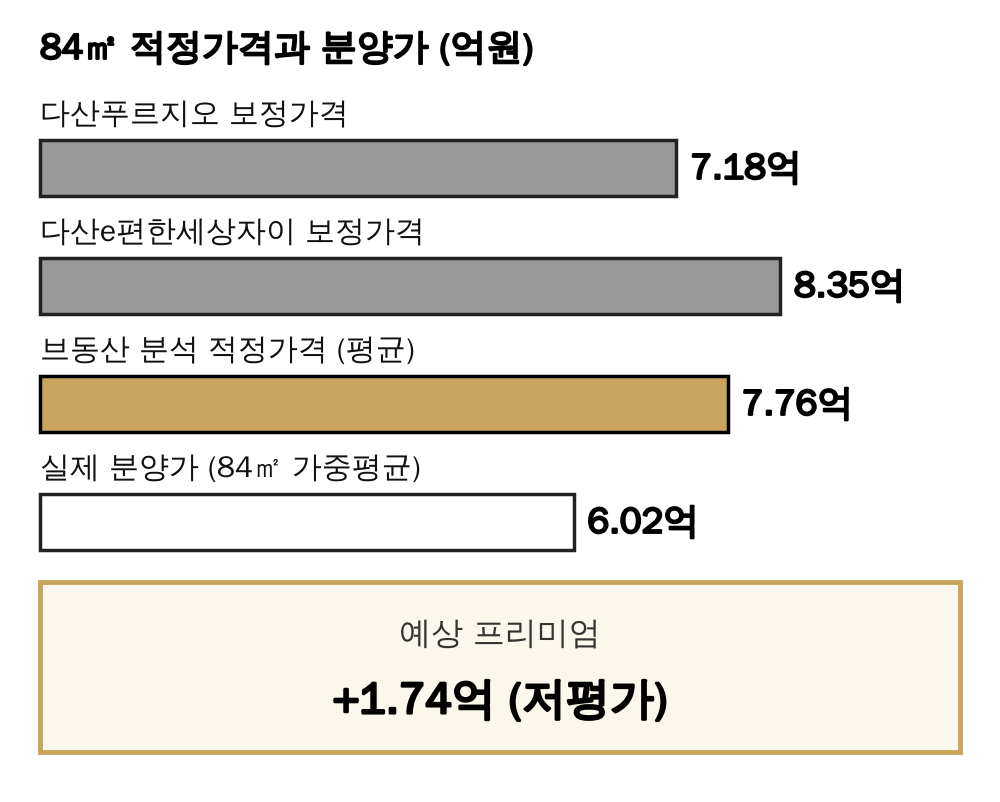 84㎡ 적정가격과 분양가 (억원)
다산푸르지오 보정가격
7.18억
다산e편한세상자이 보정가격
8.35억
브동산 분석 적정가격 (평균)
7.76억
실제 분양가 (84㎡ 가중평균)
6.02억
예상 프리미엄
+1.74억 (저평가)